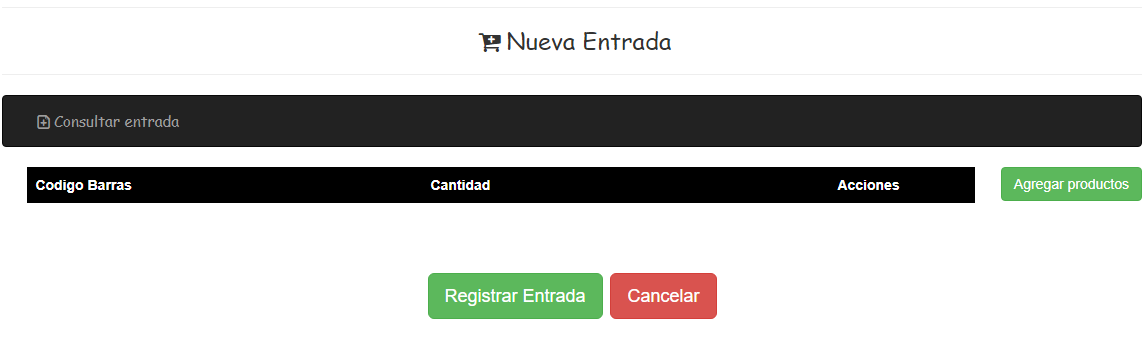 Nueva Entrada
Consultar entrada
Codigo Barras Cantidad Acciones Agregar productos
Registrar Entrada Cancelar